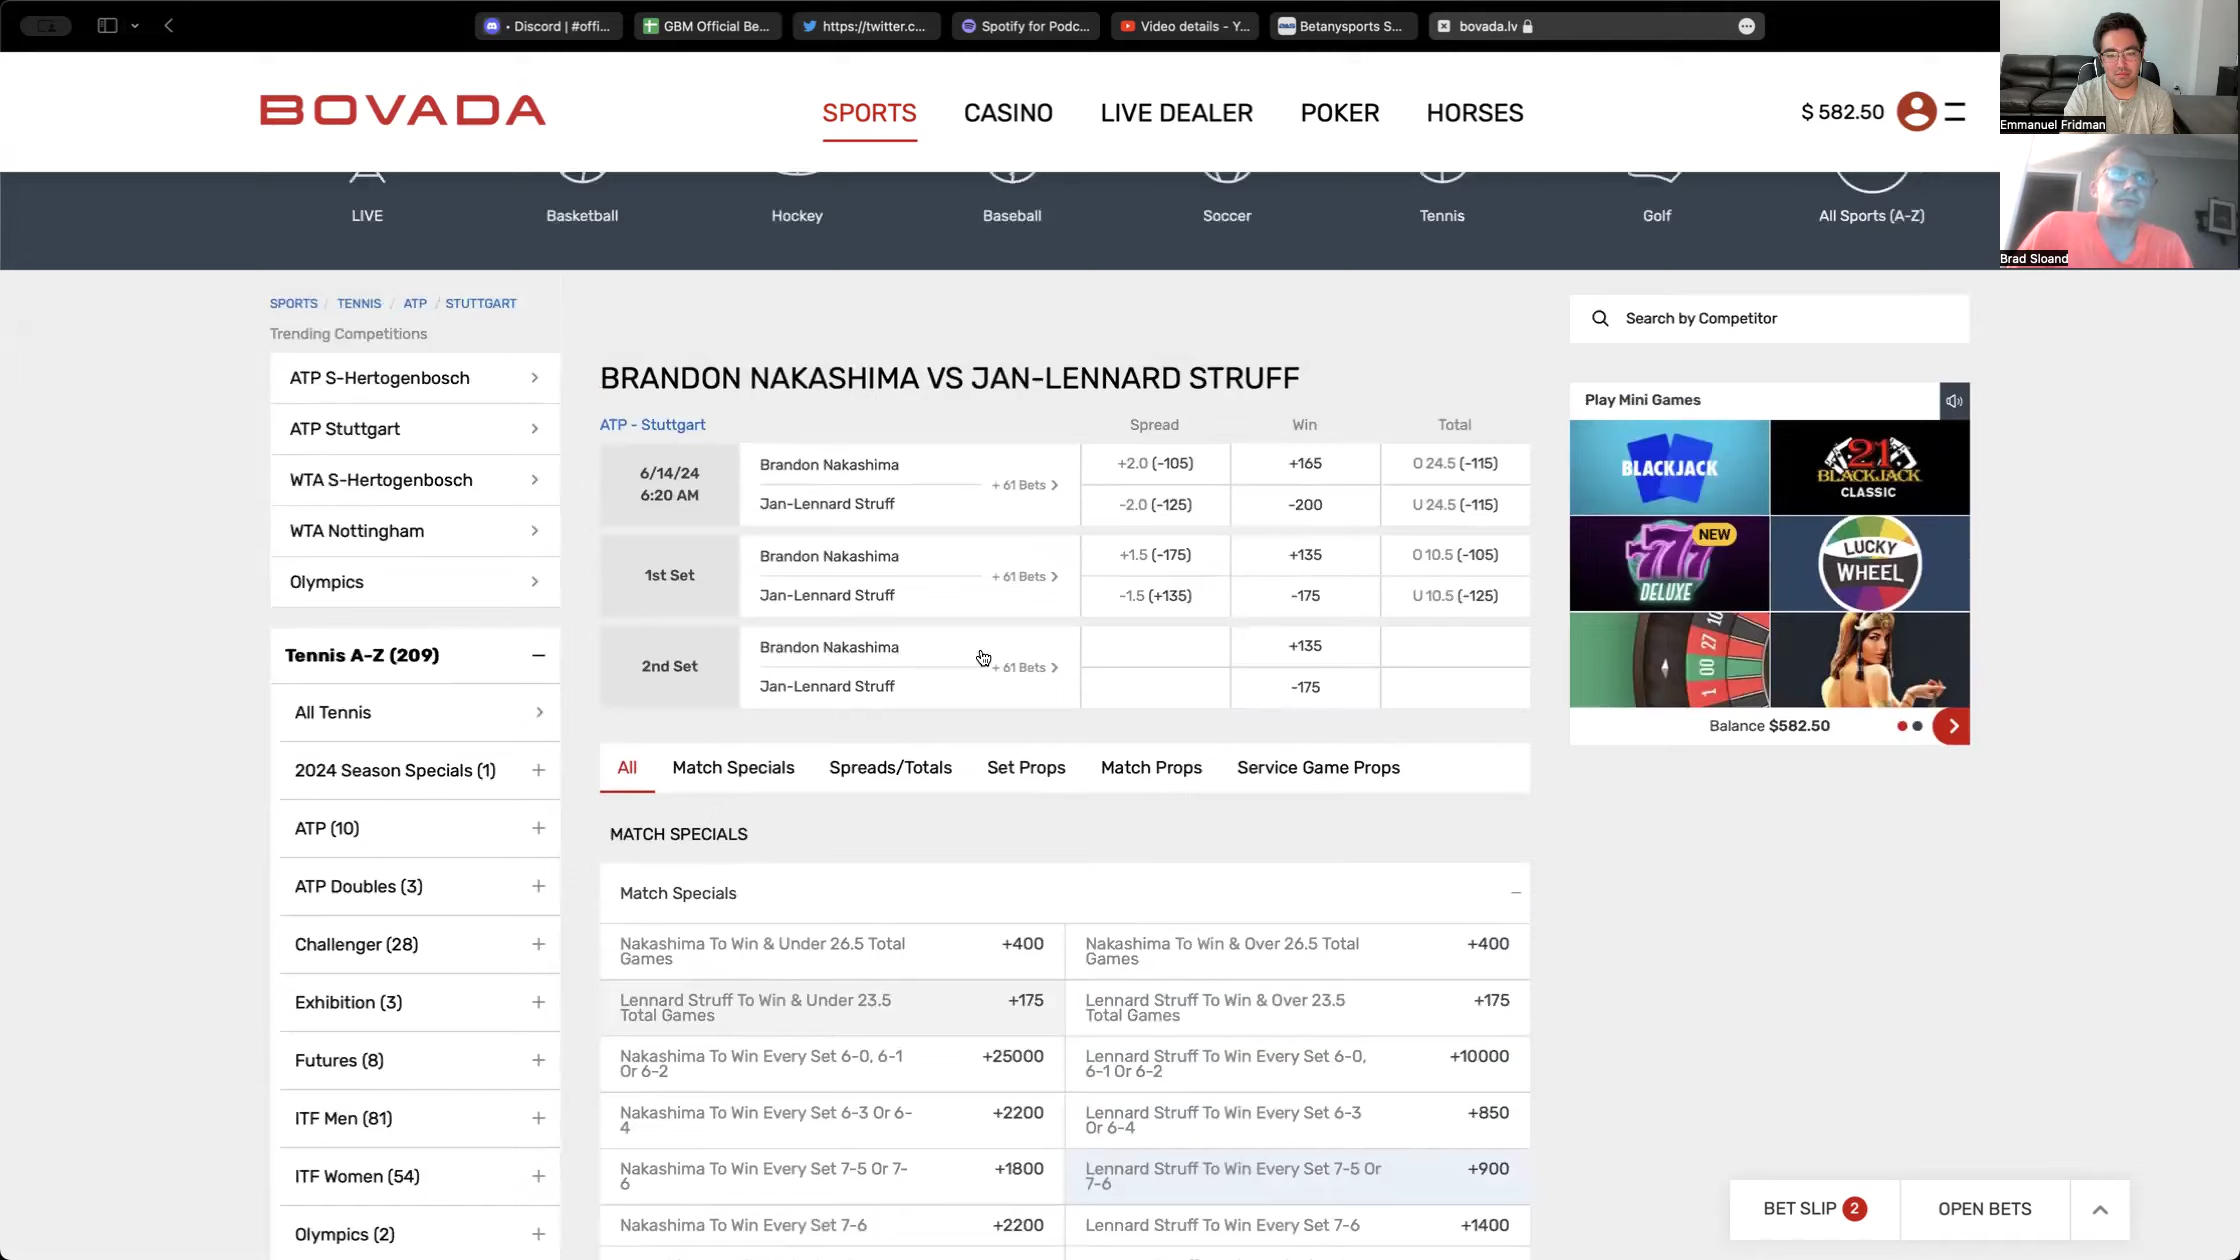 • Discord | #offi...
GBM Official Be...
https://twitter.c...
Spotify for Podc...
Video details - Y...
Betanysports S...
bovada.lv
BOVADA
SPORTS
CASINO
LIVE DEALER
POKER
HORSES
$ 582.50
Emmanuel Fridman
Brad Sloand
LIVE
Basketball
Hockey
Baseball
Soccer
Tennis
Golf
All Sports (A-Z)
SPORTS / TENNIS / ATP / STUTTGART
Trending Competitions
ATP S-Hertogenbosch
ATP Stuttgart
WTA S-Hertogenbosch
WTA Nottingham
Olympics
Tennis A-Z (209)
All Tennis
2024 Season Specials (1)
ATP (10)
ATP Doubles (3)
Challenger (28)
Exhibition (3)
Futures (8)
ITF Men (81)
ITF Women (54)
Olympics (2)
BRANDON NAKASHIMA VS JAN-LENNARD STRUFF
ATP - Stuttgart
Spread
Win
Total
6/14/24
6:20 AM
Brandon Nakashima
Jan-Lennard Struff
+ 61 Bets
+2.0 (-105)
+165
O 24.5 (-115)
-2.0 (-125)
-200
U 24.5 (-115)
1st Set
Brandon Nakashima
Jan-Lennard Struff
+ 61 Bets
+1.5 (-175)
+135
O 10.5 (-105)
-1.5 (+135)
-175
U 10.5 (-125)
2nd Set
Brandon Nakashima
Jan-Lennard Struff
+ 61 Bets
+135
-175
All
Match Specials
Spreads/Totals
Set Props
Match Props
Service Game Props
MATCH SPECIALS
Match Specials
Nakashima To Win & Under 26.5 Total
Games
+400
Nakashima To Win & Over 26.5 Total
Games
+400
Lennard Struff To Win & Under 23.5
Total Games
+175
Lennard Struff To Win & Over 23.5
Total Games
+175
Nakashima To Win Every Set 6-0, 6-1
Or 6-2
+25000
Lennard Struff To Win Every Set 6-0,
6-1 Or 6-2
+10000
Nakashima To Win Every Set 6-3 Or 6-
4
+2200
Lennard Struff To Win Every Set 6-3
Or 6-4
+850
Nakashima To Win Every Set 7-5 Or 7-
6
+1800
Lennard Struff To Win Every Set 7-5 Or
7-6
+900
Nakashima To Win Every Set 7-6
+2200
Lennard Struff To Win Every Set 7-6
+1400
Search by Competitor
Play Mini Games
BLACKJACK
21
BLACKJACK
CLASSIC
NEW
777
DELUXE
LUCKY
WHEEL
10
27
00
1
Balance $582.50
BET SLIP 2
OPEN BETS